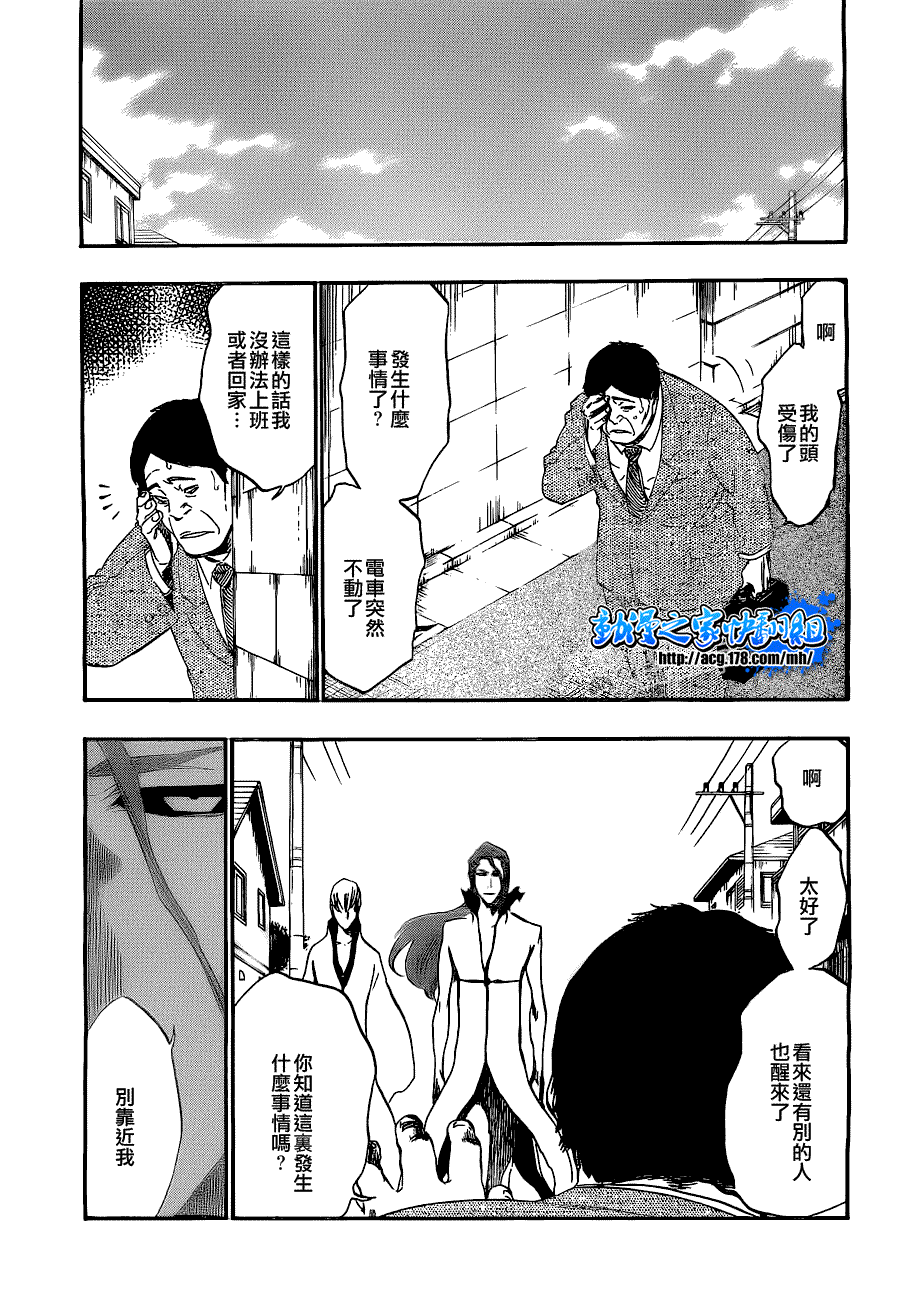 啊
我的頭
受傷了
發生什麼
事情了?
電車突然
不動了
這樣的話我
沒辦法上班
或者回家…
動漫之家快翻組
http://acg.178.com/mh/
啊
太好了
看來還有別的人
也醒來了
你知道這裏發生
什麼事情嗎?
別靠近我